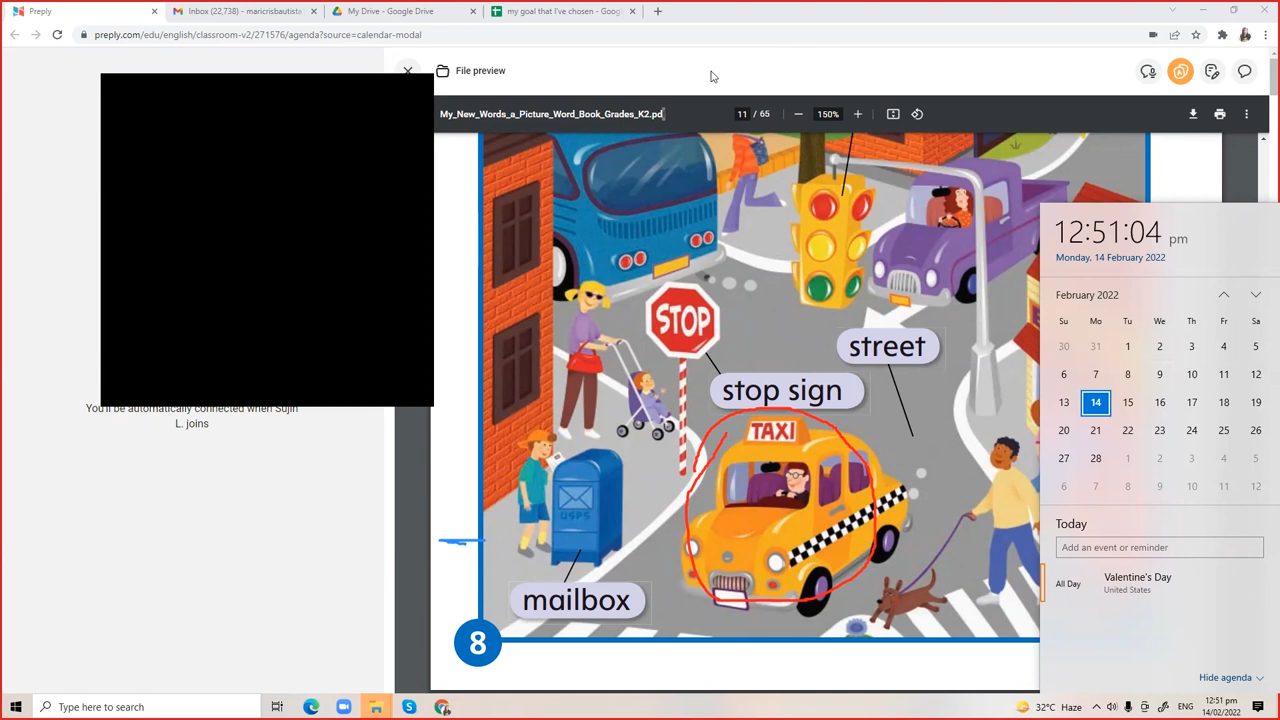 Preply
Inbox (22,738) - maricrisbautista
My Drive - Google Drive
my goal that I've chosen - Goog
preply.com/edu/english/classroom-v2/271576/agenda?source=calendar-modal
File preview
My_New_Words_a_Picture_Word_Book_Grades_K2.pd
11 / 65
150%
You'll be automatically connected when Sujin
L. joins
STOP
street
stop sign
TAXI
USPS
mailbox
8
12:51:04 pm
Monday, 14 February 2022
February 2022
Su Mo Tu We Th Fr Sa
30 31 1 2 3 4 5
6 7 8 9 10 11 12
13 14 15 16 17 18 19
20 21 22 23 24 25 26
27 28 1 2 3 4 5
6 7 8 9 10 11 12
Today
Add an event or reminder
All Day
Valentine's Day
United States
Hide agenda
Type here to search
32°C Haze
ENG
12:51 pm
14/02/2022